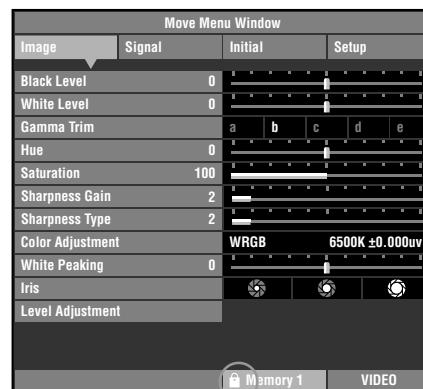 Move Menu Window
Image Signal Initial Setup
Black Level 0
White Level 0
Gamma Trim a b c d e
Hue 0
Saturation 100
Sharpness Gain 2
Sharpness Type 2
Color Adjustment WRGB 6500K ±0.000uv
White Peaking 0
Iris
Level Adjustment
Memory 1 VIDEO